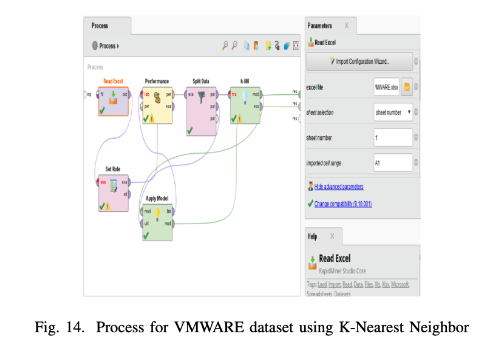 Process
Process
Process
Read Excel
Performance
Split Data
k-NN
Set Role
Apply Model
Parameters
Read Excel
Import Configuration Wizard...
excel file
VMWARE.xlsx
sheet selection
sheet number
sheet number
1
imported cell range
A1
Hide advanced parameters
Change compatibility (9.10.001)
Help
Read Excel
RapidMiner Studio Core
Tags: Load, Import, Read, Data, Files, Xls, Xlsx, Microsoft,
Spreadsheets, Datasets
Fig. 14. Process for VMWARE dataset using K-Nearest Neighbor